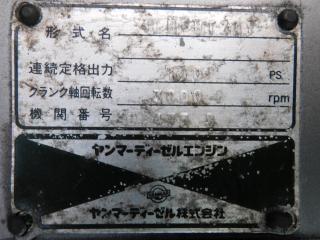 形式名
連続定格出力 PS
クランク軸回転数 rpm
機関番号
ヤンマーディーゼルエンジン
ヤンマーディーゼル株式会社